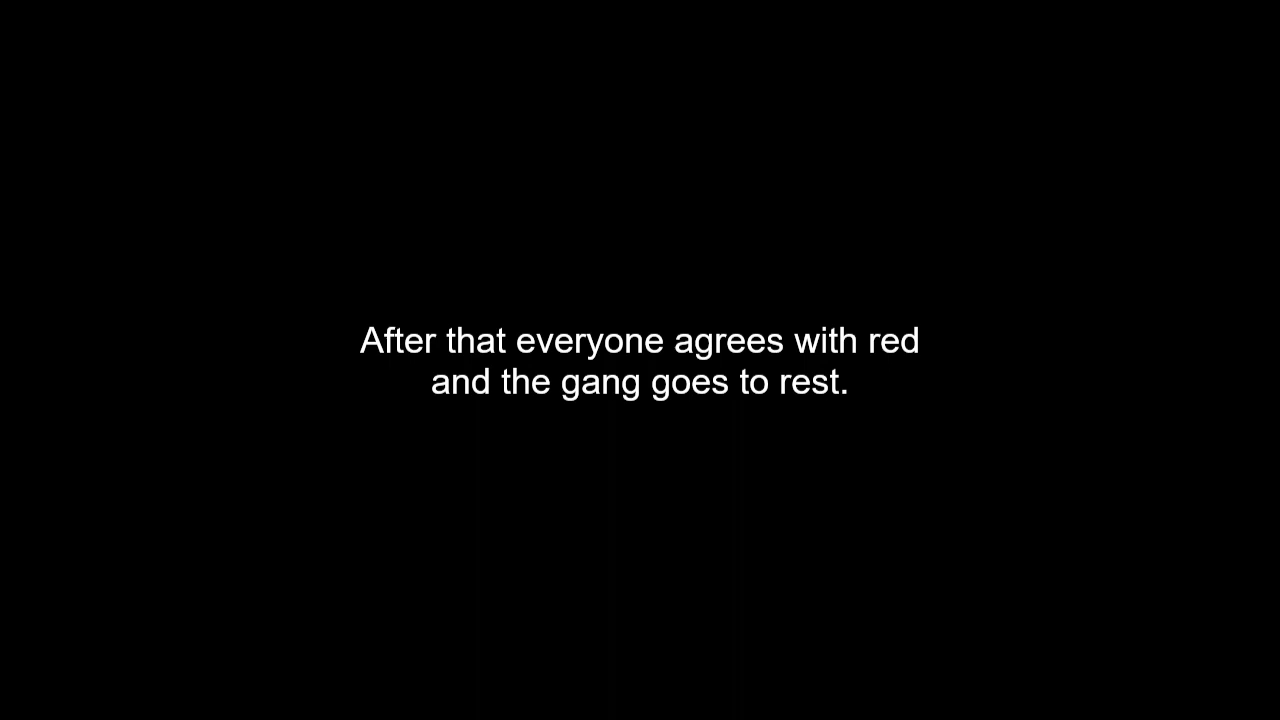 After that everyone agrees with red
and the gang goes to rest.